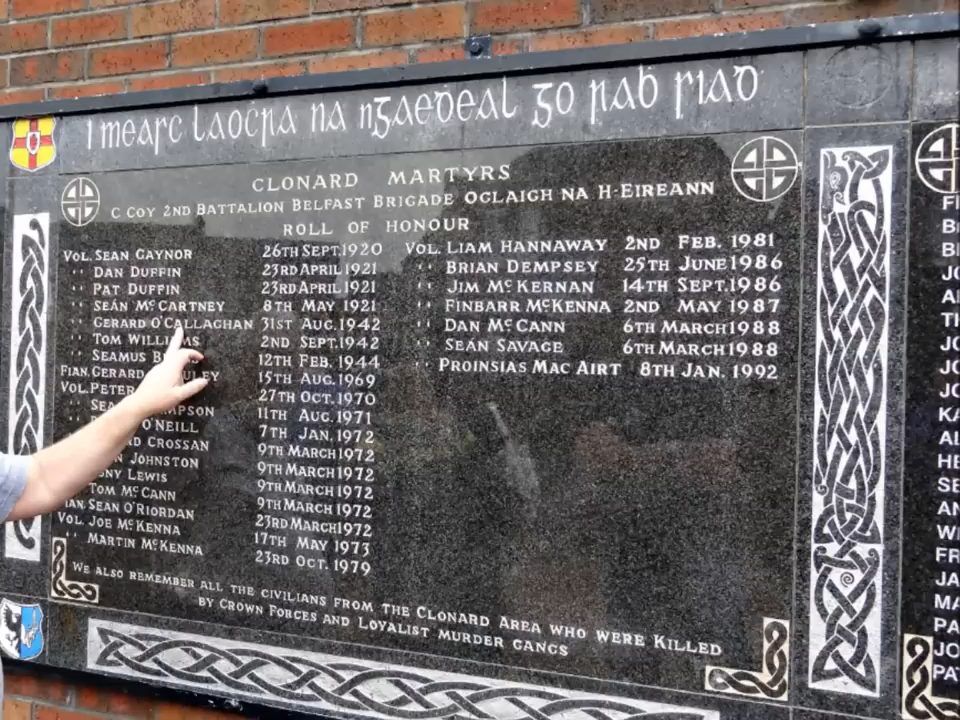 I measc laoċra na nGaeḋeal go raḃ siad
CLONARD MARTYRS
C COY 2ND BATTALION BELFAST BRIGADE OGLAIGH NA H-EIREANN
ROLL OF HONOUR
VOL. SEAN GAYNOR 26TH SEPT.1920
" DAN DUFFIN 23RD APRIL 1921
" PAT DUFFIN 23RD APRIL 1921
" SEÁN McCARTNEY 8TH MAY 1921
" GERARD O'CALLAGHAN 31ST AUG.1942
" TOM WILLIAMS 2ND. SEPT.1942
" SEAMUS 12TH FEB. 1944
FIAN. GERARD 15TH AUG.1969
VOL. PETER 27TH OCT. 1970
" 11TH AUG. 1971
O'NEILL 7TH JAN. 1972
CROSSAN 9TH MARCH 1972
JOHNSTON 9TH MARCH 1972
LEWIS 9TH MARCH 1972
TOM McCANN 9TH MARCH 1972
SEAN O'RIORDAN 23RD MARCH 1972
VOL. JOE McKENNA 17TH MAY 1973
" MARTIN McKENNA 23RD OCT. 1979
VOL. LIAM HANNAWAY 2ND FEB. 1981
" BRIAN DEMPSEY 25TH JUNE 1986
" JIM McKERNAN 14TH SEPT.1986
" FINBARR McKENNA 2ND MAY 1987
" DAN McCANN 6TH MARCH 1988
" SEAN SAVAGE 6TH MARCH 1988
" PROINSIAS MAC AIRT 8TH JAN. 1992
WE ALSO REMEMBER ALL THE CIVILIANS FROM THE CLONARD AREA WHO WERE KILLED
BY CROWN FORCES AND LOYALIST MURDER GANGS